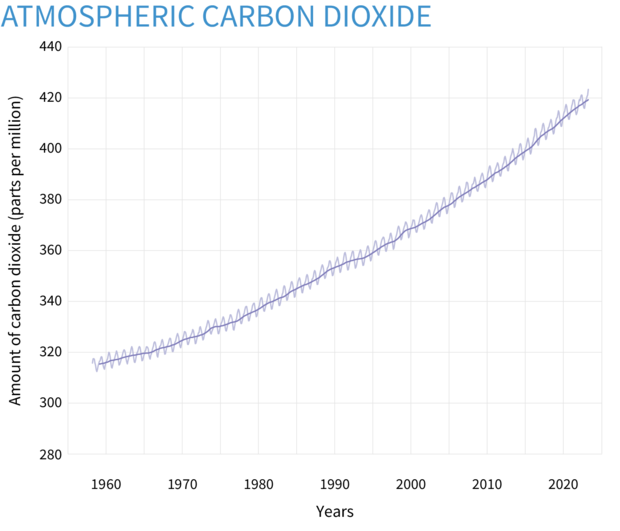 ATMOSPHERIC CARBON DIOXIDE
440
420
400
380
360
340
320
300
280
Amount of carbon dioxide (parts per million)
1960 1970 1980 1990 2000 2010 2020
Years